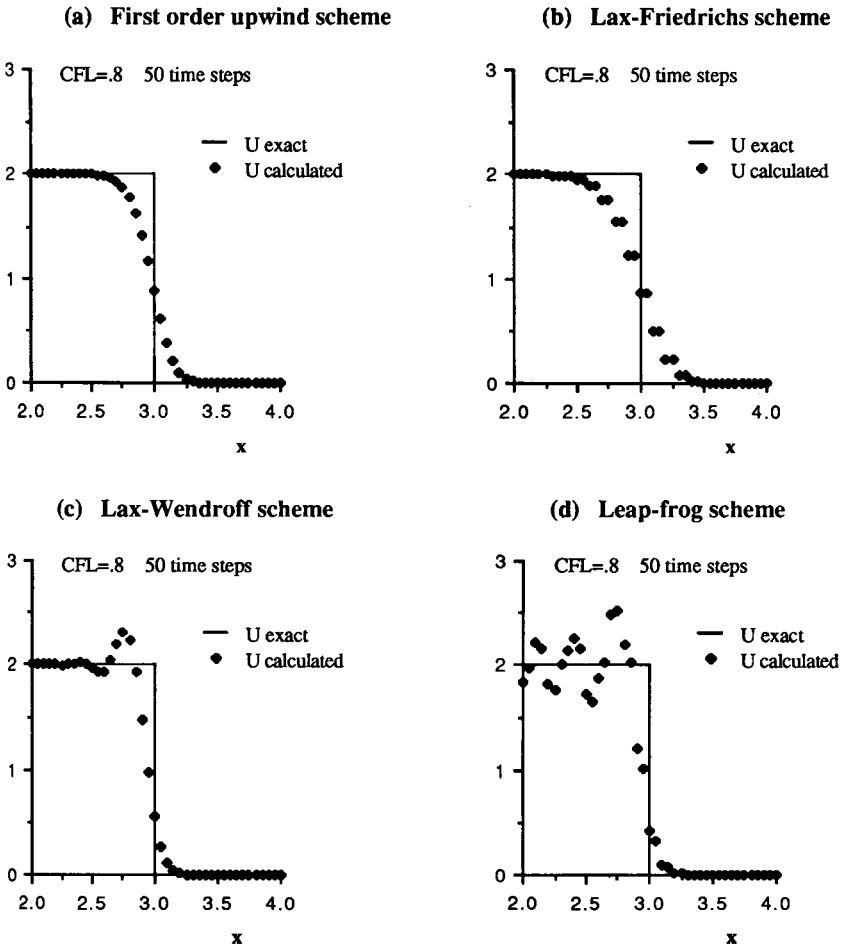 (a) First order upwind scheme
CFL=.8 50 time steps
U exact
U calculated
3
2
1
0
2.0 2.5 3.0 3.5 4.0
x
(b) Lax-Friedrichs scheme
CFL=.8 50 time steps
U exact
U calculated
3
2
1
0
2.0 2.5 3.0 3.5 4.0
x
(c) Lax-Wendroff scheme
CFL=.8 50 time steps
U exact
U calculated
3
2
1
0
2.0 2.5 3.0 3.5 4.0
x
(d) Leap-frog scheme
CFL=.8 50 time steps
U exact
U calculated
3
2
1
0
2.0 2.5 3.0 3.5 4.0
x